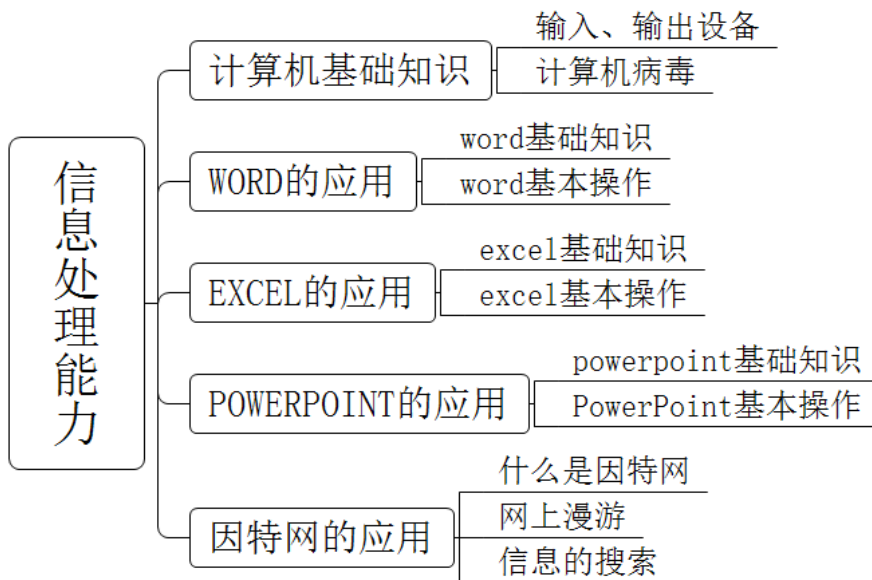 信息处理能力
计算机基础知识
输入、输出设备
计算机病毒
WORD的应用
word基础知识
word基本操作
EXCEL的应用
excel基础知识
excel基本操作
POWERPOINT的应用
powerpoint基础知识
PowerPoint基本操作
因特网的应用
什么是因特网
网上漫游
信息的搜索